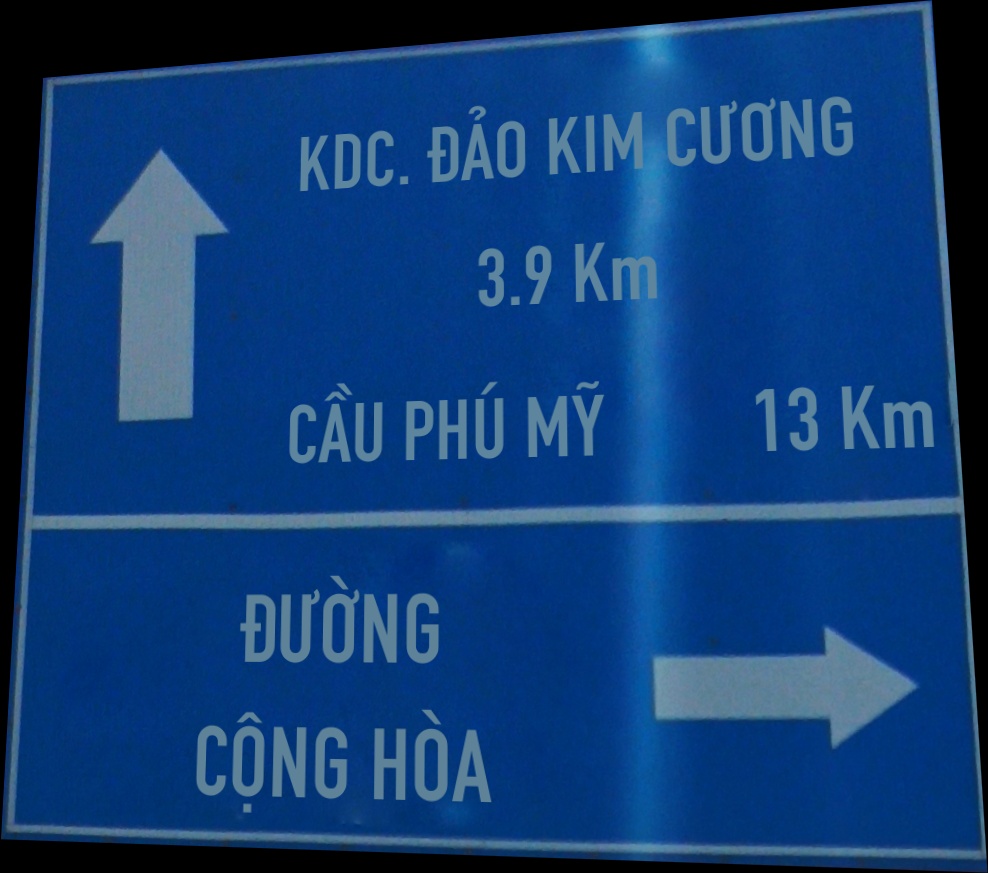 KDC. ĐẢO KIM CƯƠNG
3.9 Km
CẦU PHÚ MỸ 13 Km
ĐƯỜNG
CỘNG HÒA